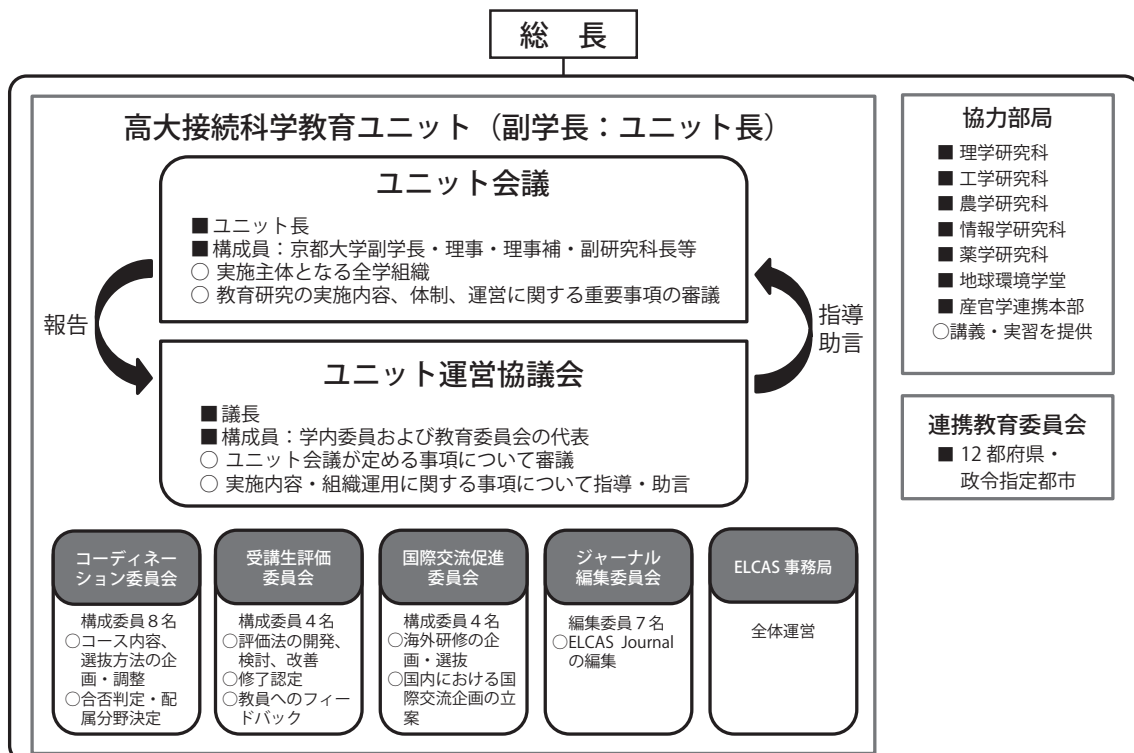 総　長
高大接続科学教育ユニット（副学長：ユニット長）
ユニット会議
■ ユニット長
■ 構成員：京都大学副学長・理事・理事補・副研究科長等
○ 実施主体となる全学組織
○ 教育研究の実施内容、体制、運営に関する重要事項の審議
報告
指導
助言
ユニット運営協議会
■ 議長
■ 構成員：学内委員および教育委員会の代表
○ ユニット会議が定める事項について審議
○ 実施内容・組織運用に関する事項について指導・助言
コーディネー
ション委員会
構成委員８名
○コース内容、
選抜方法の企
画・調整
○合否判定・配
属分野決定
受講生評価
委員会
構成委員４名
○評価法の開発、
検討、改善
○修了認定
○教員へのフィー
ドバック
国際交流促進
委員会
構成委員４名
○海外研修の企
画・選抜
○国内における国
際交流企画の立
案
ジャーナル
編集委員会
編集委員７名
○ELCAS Journal
の編集
ELCAS 事務局
全体運営
協力部局
■ 理学研究科
■ 工学研究科
■ 農学研究科
■ 情報学研究科
■ 薬学研究科
■ 地球環境学堂
■ 産官学連携本部
○講義・実習を提供
連携教育委員会
■ 12 都府県・
政令指定都市